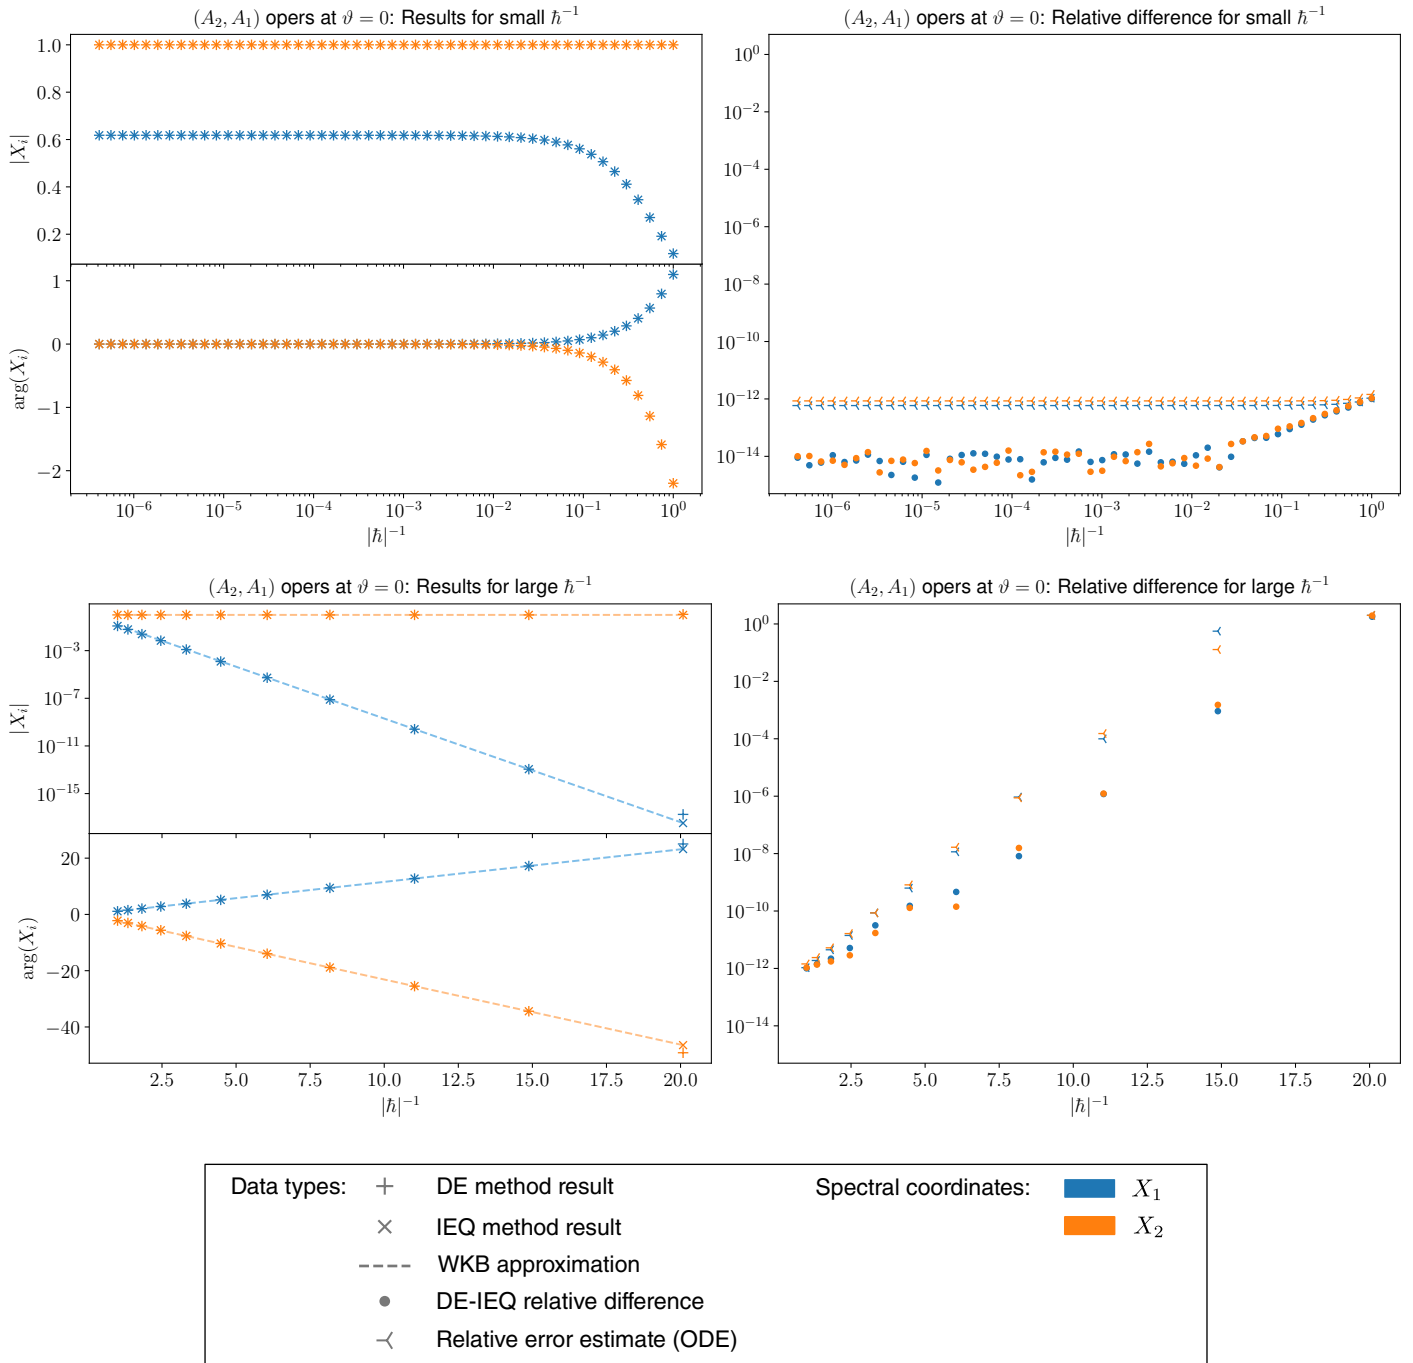 (A₂, A₁) opers at ϑ = 0: Results for small ℏ⁻¹
1.0
0.8
0.6
0.4
0.2
|Xᵢ|
1
0
−1
−2
arg(Xᵢ)
10⁻⁶ 10⁻⁵ 10⁻⁴ 10⁻³ 10⁻² 10⁻¹ 10⁰
|ℏ|⁻¹
(A₂, A₁) opers at ϑ = 0: Relative difference for small ℏ⁻¹
10⁰
10⁻²
10⁻⁴
10⁻⁶
10⁻⁸
10⁻¹⁰
10⁻¹²
10⁻¹⁴
10⁻⁶ 10⁻⁵ 10⁻⁴ 10⁻³ 10⁻² 10⁻¹ 10⁰
|ℏ|⁻¹
(A₂, A₁) opers at ϑ = 0: Results for large ℏ⁻¹
10⁻³
10⁻⁷
10⁻¹¹
10⁻¹⁵
|Xᵢ|
20
0
−20
−40
arg(Xᵢ)
2.5 5.0 7.5 10.0 12.5 15.0 17.5 20.0
|ℏ|⁻¹
(A₂, A₁) opers at ϑ = 0: Relative difference for large ℏ⁻¹
10⁰
10⁻²
10⁻⁴
10⁻⁶
10⁻⁸
10⁻¹⁰
10⁻¹²
10⁻¹⁴
2.5 5.0 7.5 10.0 12.5 15.0 17.5 20.0
|ℏ|⁻¹
Data types:
DE method result
IEQ method result
WKB approximation
DE-IEQ relative difference
Relative error estimate (ODE)
Spectral coordinates:
X₁
X₂